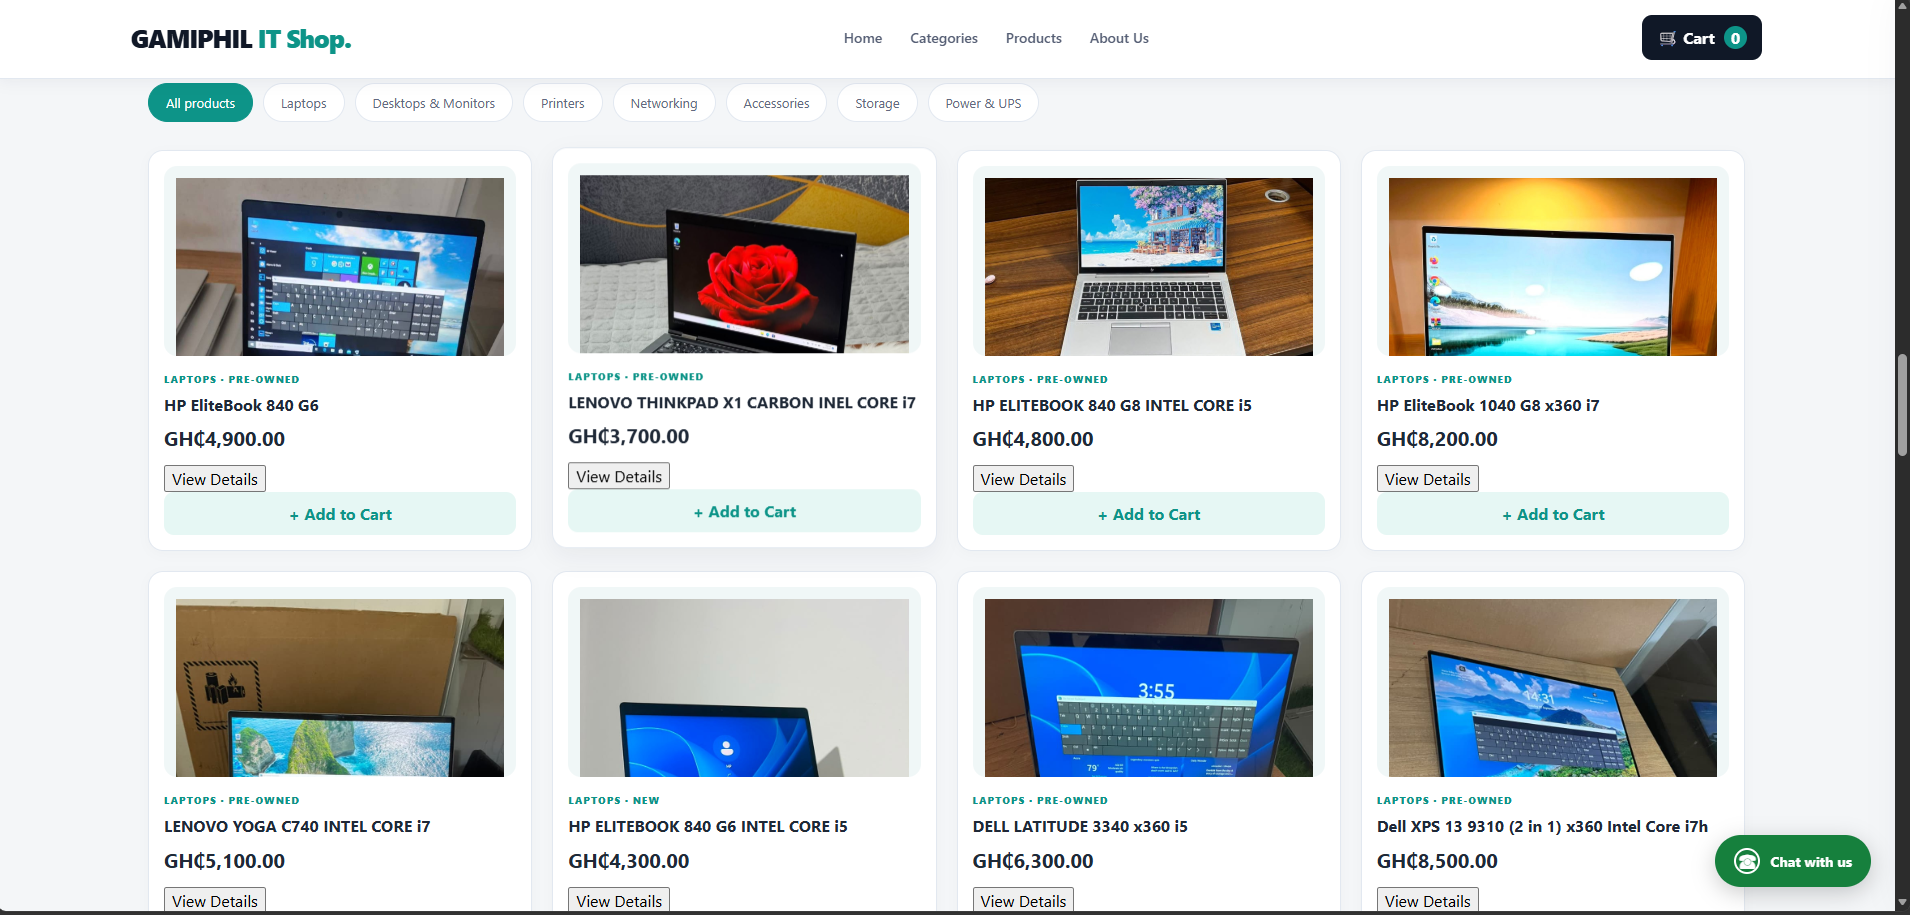 GAMIPHIL IT Shop.
Home
Categories
Products
About Us
Cart 0
All products
Laptops
Desktops & Monitors
Printers
Networking
Accessories
Storage
Power & UPS
LAPTOPS · PRE-OWNED
HP EliteBook 840 G6
GH₵4,900.00
View Details
+ Add to Cart
LAPTOPS · PRE-OWNED
LENOVO THINKPAD X1 CARBON INEL CORE i7
GH₵3,700.00
View Details
+ Add to Cart
LAPTOPS · PRE-OWNED
HP ELITEBOOK 840 G8 INTEL CORE i5
GH₵4,800.00
View Details
+ Add to Cart
LAPTOPS · PRE-OWNED
HP EliteBook 1040 G8 x360 i7
GH₵8,200.00
View Details
+ Add to Cart
LAPTOPS · PRE-OWNED
LENOVO YOGA C740 INTEL CORE i7
GH₵5,100.00
View Details
LAPTOPS · NEW
HP ELITEBOOK 840 G6 INTEL CORE i5
GH₵4,300.00
View Details
3:55
79°
LAPTOPS · PRE-OWNED
DELL LATITUDE 3340 x360 i5
GH₵6,300.00
View Details
14:31
LAPTOPS · PRE-OWNED
Dell XPS 13 9310 (2 in 1) x360 Intel Core i7h
GH₵8,500.00
View Details
Chat with us